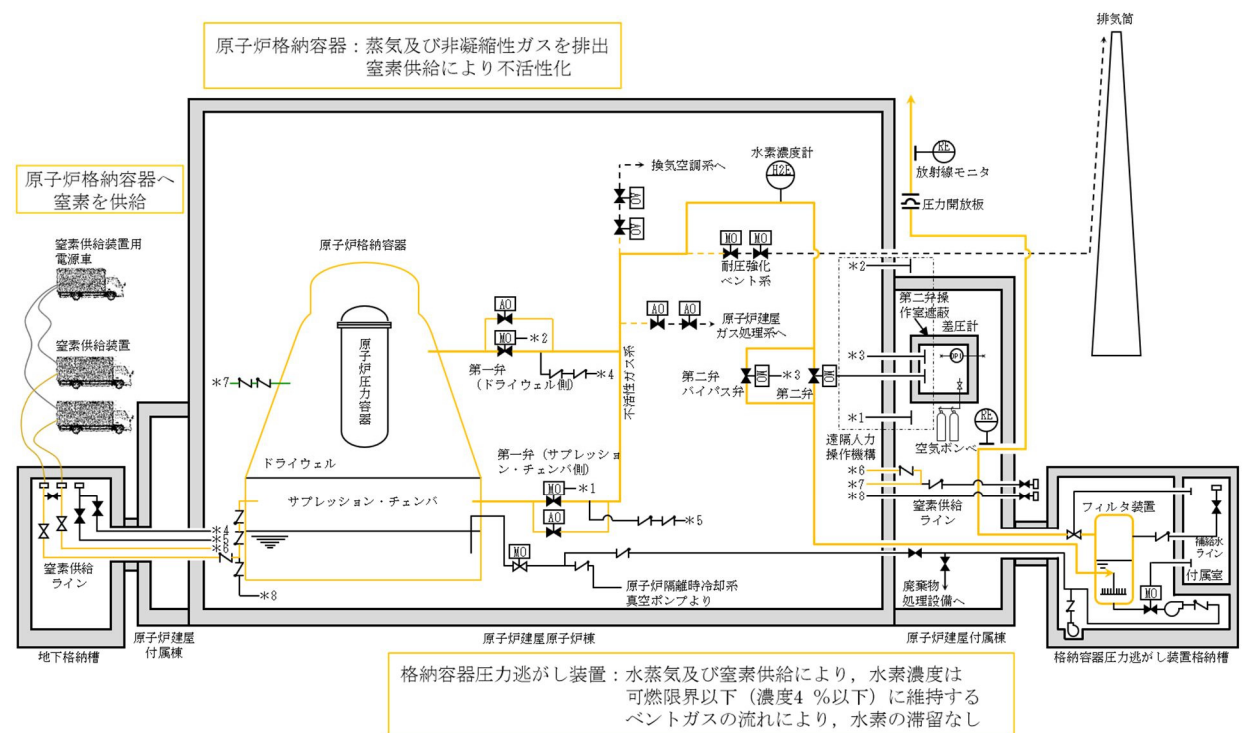 原子炉格納容器：蒸気及び非凝縮性ガスを排出
窒素供給により不活性化
排気筒
原子炉格納容器へ
窒素を供給
窒素供給装置用
電源車
窒素供給装置
原子炉格納容器
原子炉圧力容器
ドライウェル
サプレッション・チェンバ
＊7
換気空調系へ
AO
AO
水素濃度計
H2E
RE
放射線モニタ
圧力開放板
MO
MO
耐圧強化
ベント系
AO
MO
＊2
＊4
第一弁
（ドライウェル側）
AO
AO
原子炉建屋
ガス処理系へ
不活性ガス系
第二弁
バイパス弁
MO
＊3
第二弁
MO
＊2
第二弁操
作室遮蔽
差圧計
DPI
＊3
＊1
遠隔人力
操作機構
空気ボンベ
RE
第一弁（サプレッショ
ン・チェンバ側）
MO
＊1
AO
＊5
＊6
＊7
＊8
窒素供給
ライン
フィルタ装置
補給水
ライン
付属室
MO
＊4
＊5
＊6
＊8
窒素供給
ライン
MO
原子炉隔離時冷却系
真空ポンプより
廃棄物
処理設備へ
地下格納槽
原子炉建屋
付属棟
原子炉建屋原子炉棟
原子炉建屋付属棟
格納容器圧力逃がし装置格納槽
格納容器圧力逃がし装置：水蒸気及び窒素供給により，水素濃度は
可燃限界以下（濃度4 %以下）に維持する
ベントガスの流れにより，水素の滞留なし